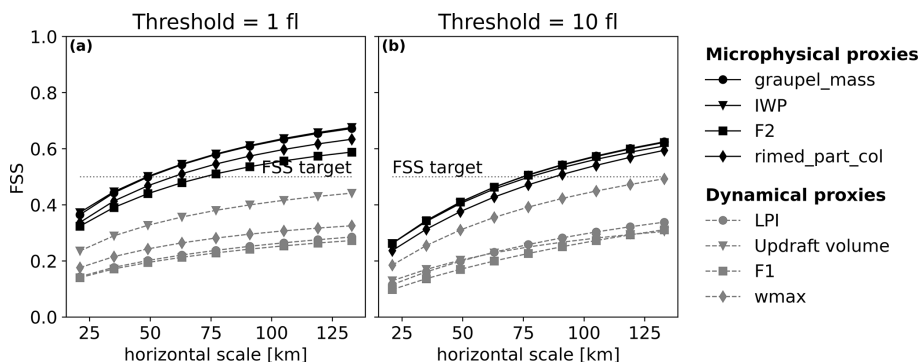 Threshold = 1 fl
Threshold = 10 fl
FSS
1.0
0.8
0.6
0.4
0.2
0.0
(a)
FSS target
25
50
75
100
125
horizontal scale [km]
(b)
FSS target
25
50
75
100
125
horizontal scale [km]
Microphysical proxies
graupel_mass
IWP
F2
rimed_part_col
Dynamical proxies
LPI
Updraft volume
F1
wmax